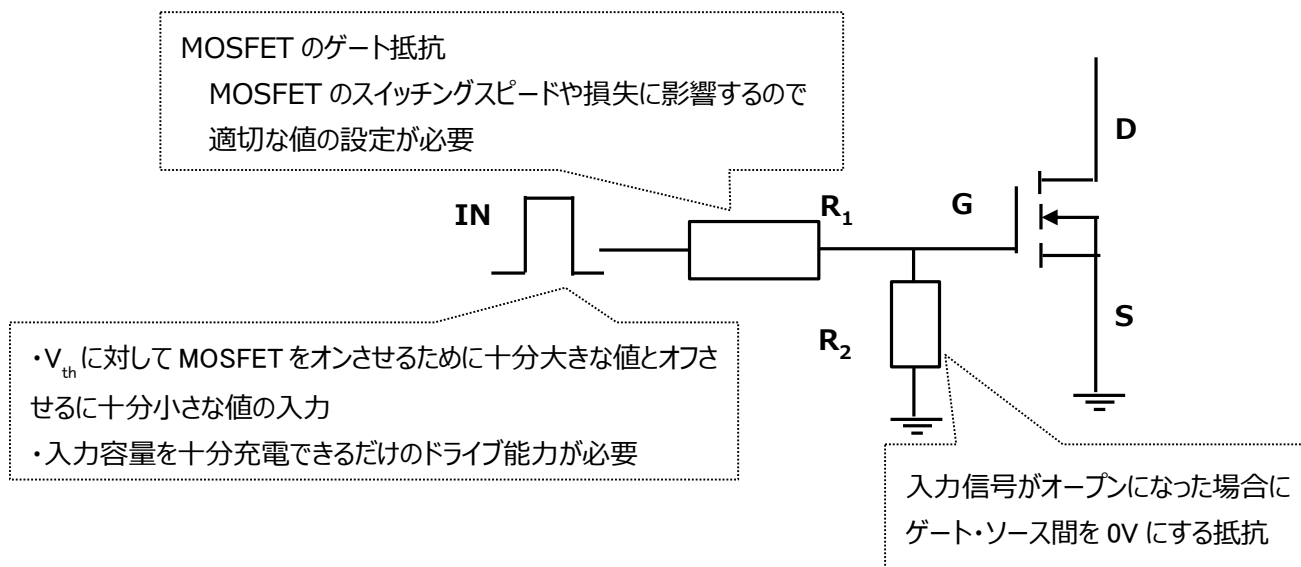 MOSFET のゲート抵抗
MOSFET のスイッチングスピードや損失に影響するので
適切な値の設定が必要
D
IN
R1
G
S
R2
・Vthに対して MOSFET をオンさせるために十分大きな値とオフさ
せるに十分小さな値の入力
・入力容量を十分充電できるだけのドライブ能力が必要
入力信号がオープンになった場合に
ゲート・ソース間を 0V にする抵抗